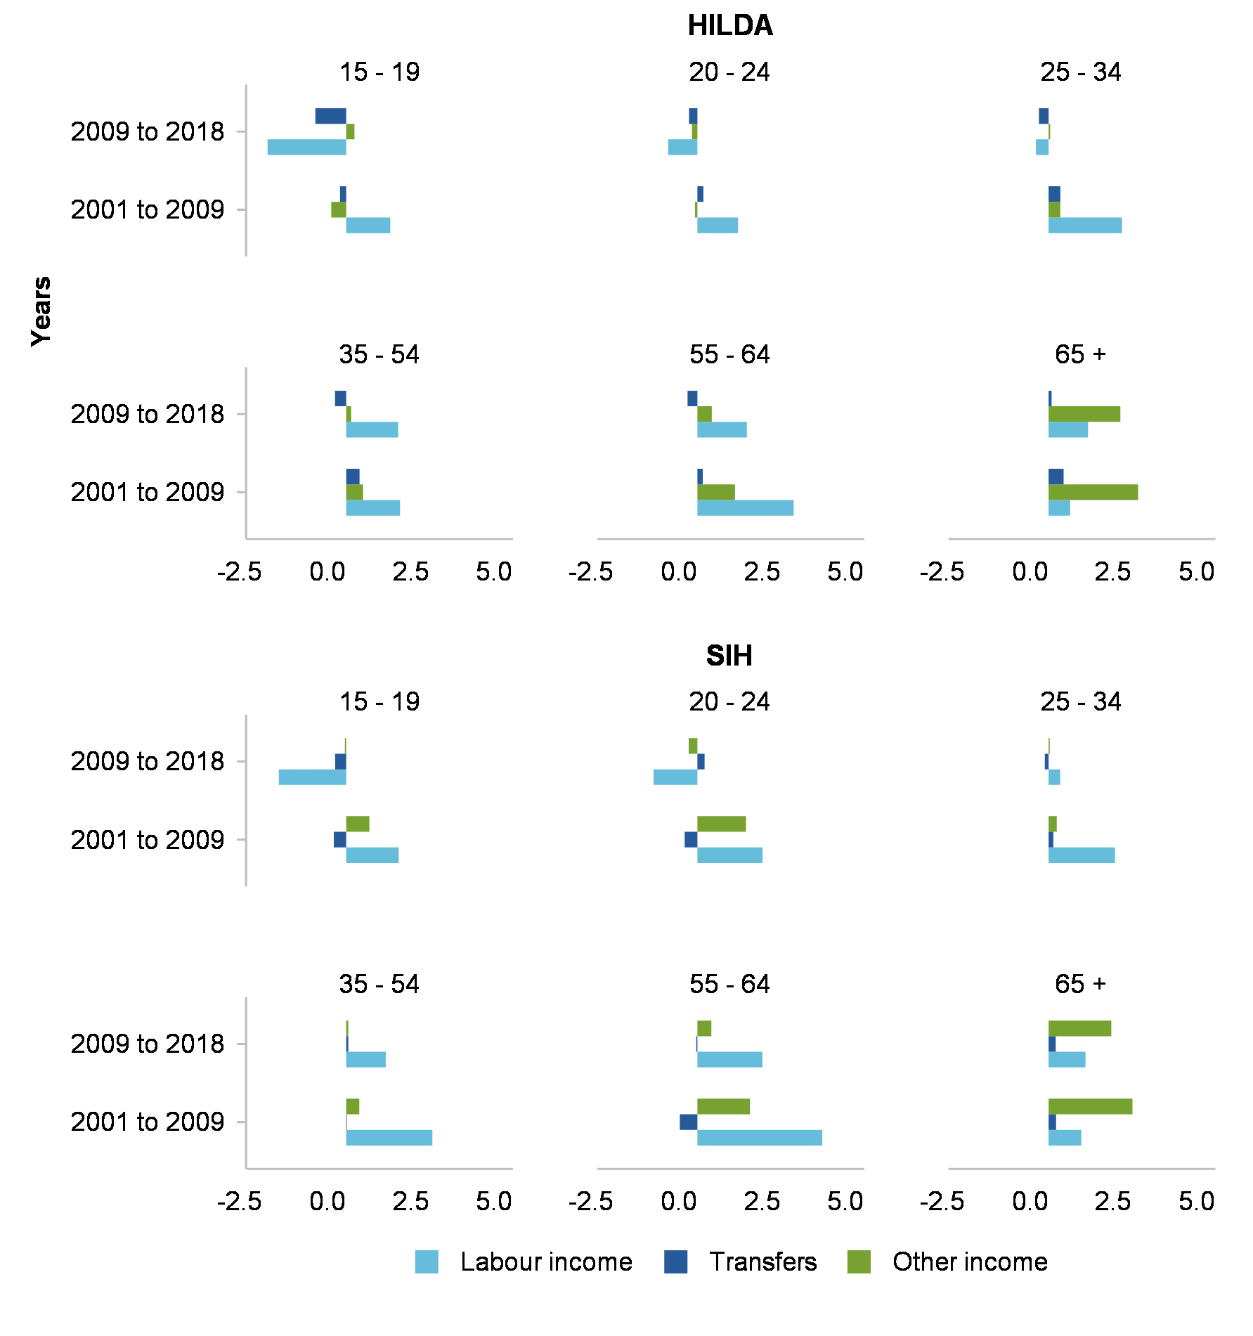 HILDA
15 - 19
20 - 24
25 - 34
2009 to 2018
2001 to 2009
Years
35 - 54
55 - 64
65 +
2009 to 2018
2001 to 2009
-2.5 0.0 2.5 5.0
-2.5 0.0 2.5 5.0
-2.5 0.0 2.5 5.0
SIH
15 - 19
20 - 24
25 - 34
2009 to 2018
2001 to 2009
35 - 54
55 - 64
65 +
2009 to 2018
2001 to 2009
-2.5 0.0 2.5 5.0
-2.5 0.0 2.5 5.0
-2.5 0.0 2.5 5.0
Labour income Transfers Other income